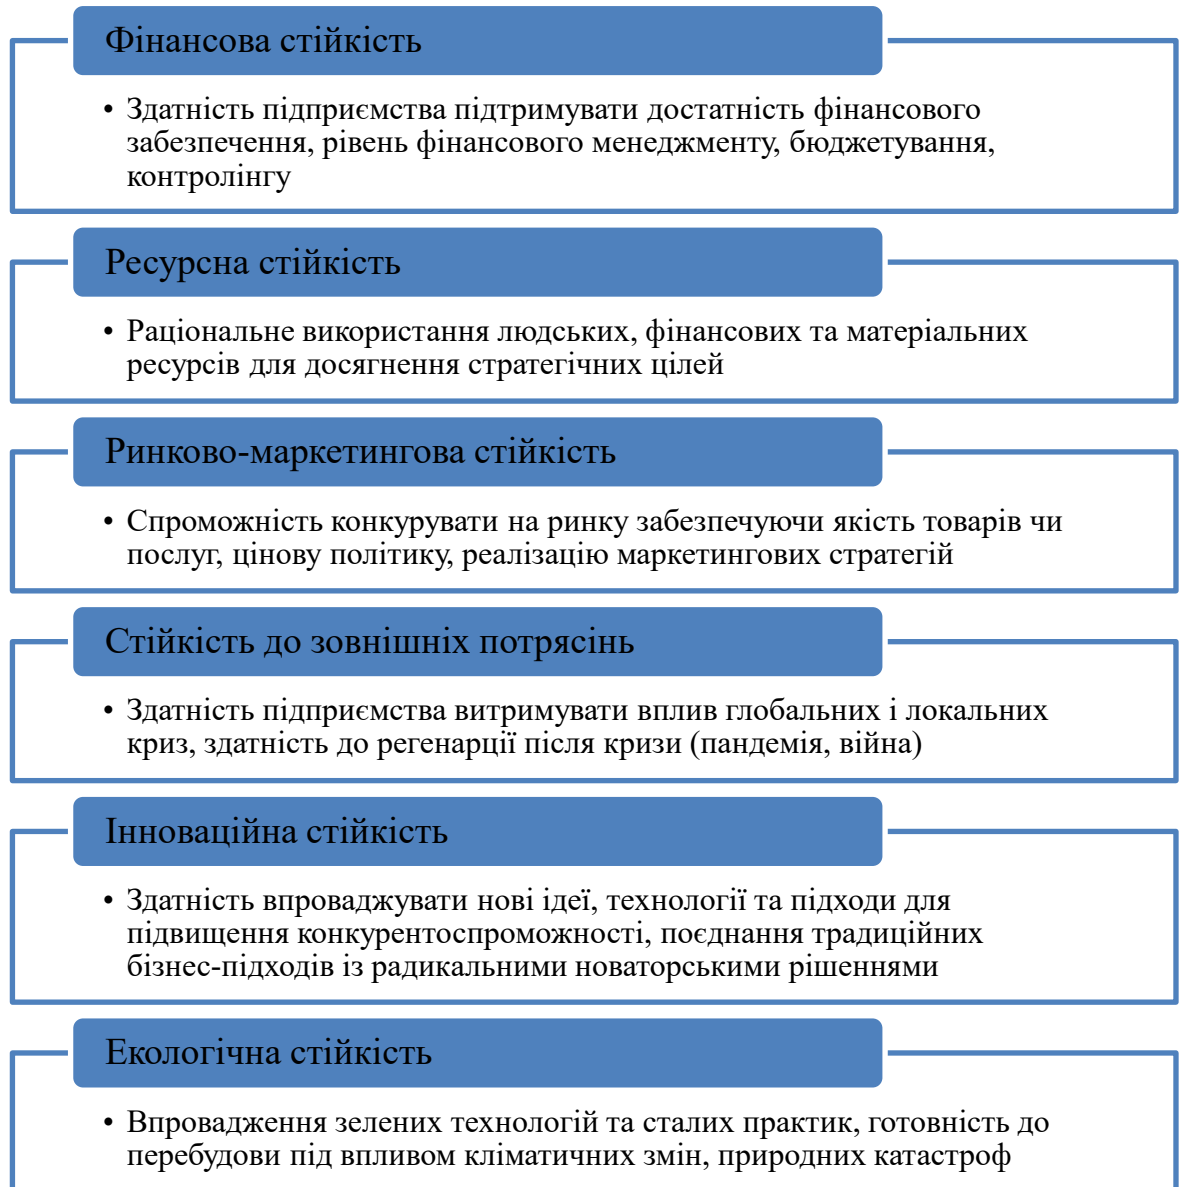 Фінансова стійкість
• Здатність підприємства підтримувати достатність фінансового
забезпечення, рівень фінансового менеджменту, бюджетування,
контролінгу
Ресурсна стійкість
• Раціональне використання людських, фінансових та матеріальних
ресурсів для досягнення стратегічних цілей
Ринково-маркетингова стійкість
• Спроможність конкурувати на ринку забезпечуючи якість товарів чи
послуг, цінову політику, реалізацію маркетингових стратегій
Стійкість до зовнішніх потрясінь
• Здатність підприємства витримувати вплив глобальних і локальних
криз, здатність до регенарції після кризи (пандемія, війна)
Інноваційна стійкість
• Здатність впроваджувати нові ідеї, технології та підходи для
підвищення конкурентоспроможності, поєднання традиційних
бізнес-підходів із радикальними новаторськими рішеннями
Екологічна стійкість
• Впровадження зелених технологій та сталих практик, готовність до
перебудови під впливом кліматичних змін, природних катастроф